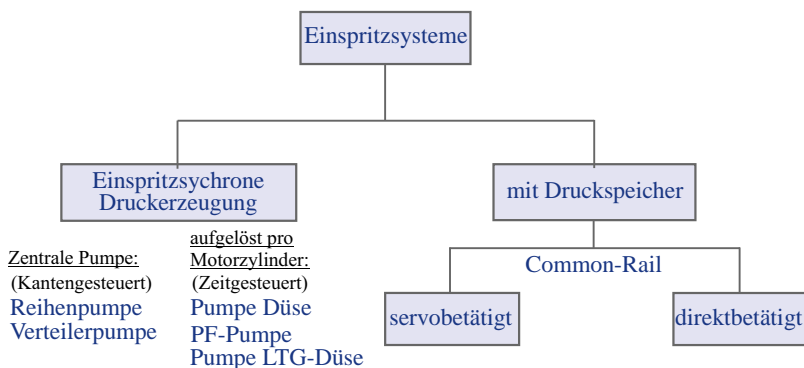 Einspritzsysteme
Einspritzsychrone
Druckerzeugung
mit Druckspeicher
Zentrale Pumpe:
(Kantengesteuert)
Reihenpumpe
Verteilerpumpe
aufgelöst pro
Motorzylinder:
(Zeitgesteuert)
Pumpe Düse
PF-Pumpe
Pumpe LTG-Düse
Common-Rail
servobetätigt
direktbetätigt